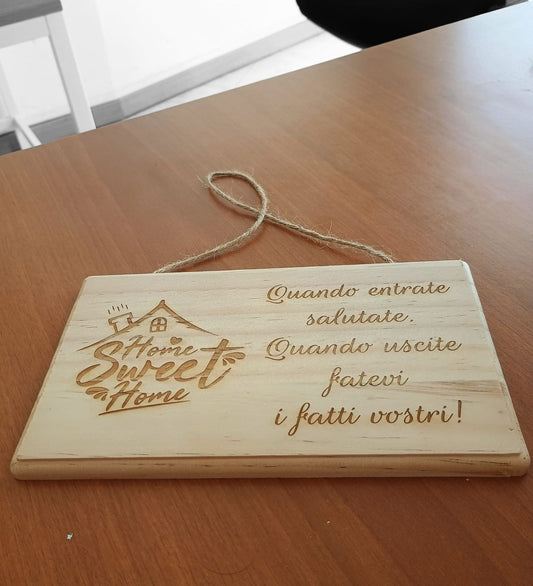 Home
Sweet
Home
Quando entrate
salutate.
Quando uscite
fatevi
i fatti vostri!